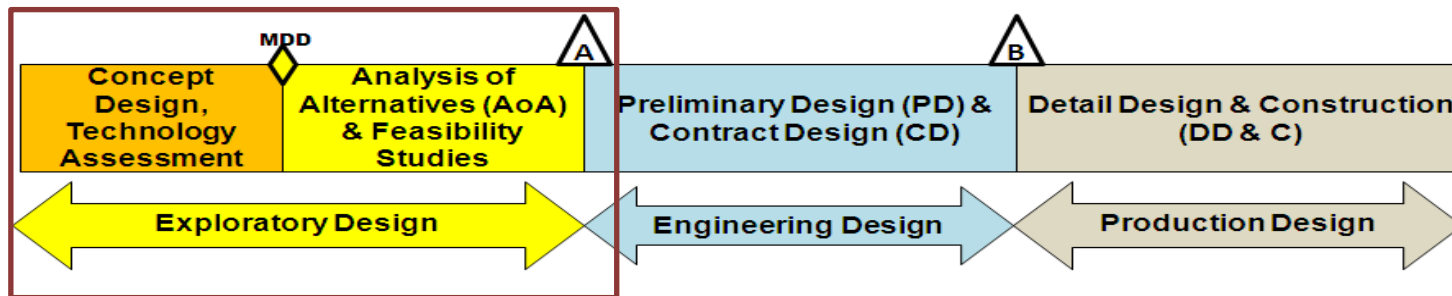 MDD
A
B
Concept
Design,
Technology
Assessment
Analysis of
Alternatives (AoA)
& Feasibility
Studies
Preliminary Design (PD) &
Contract Design (CD)
Detail Design & Construction
(DD & C)
Exploratory Design
Engineering Design
Production Design